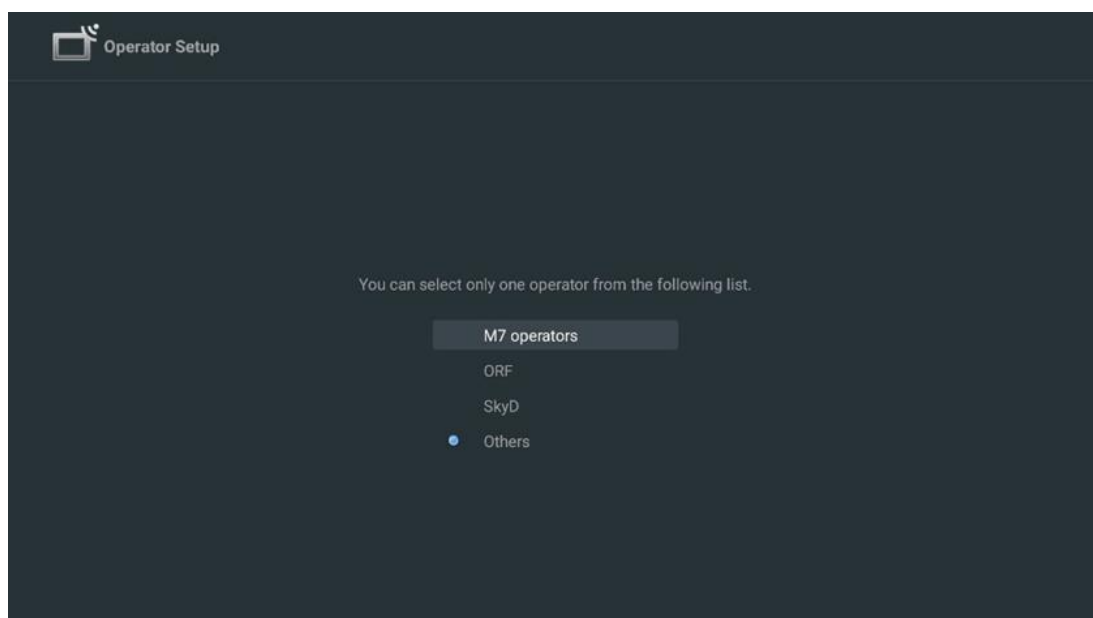 Operator Setup
You can select only one operator from the following list.
M7 operators
ORF
SkyD
Others